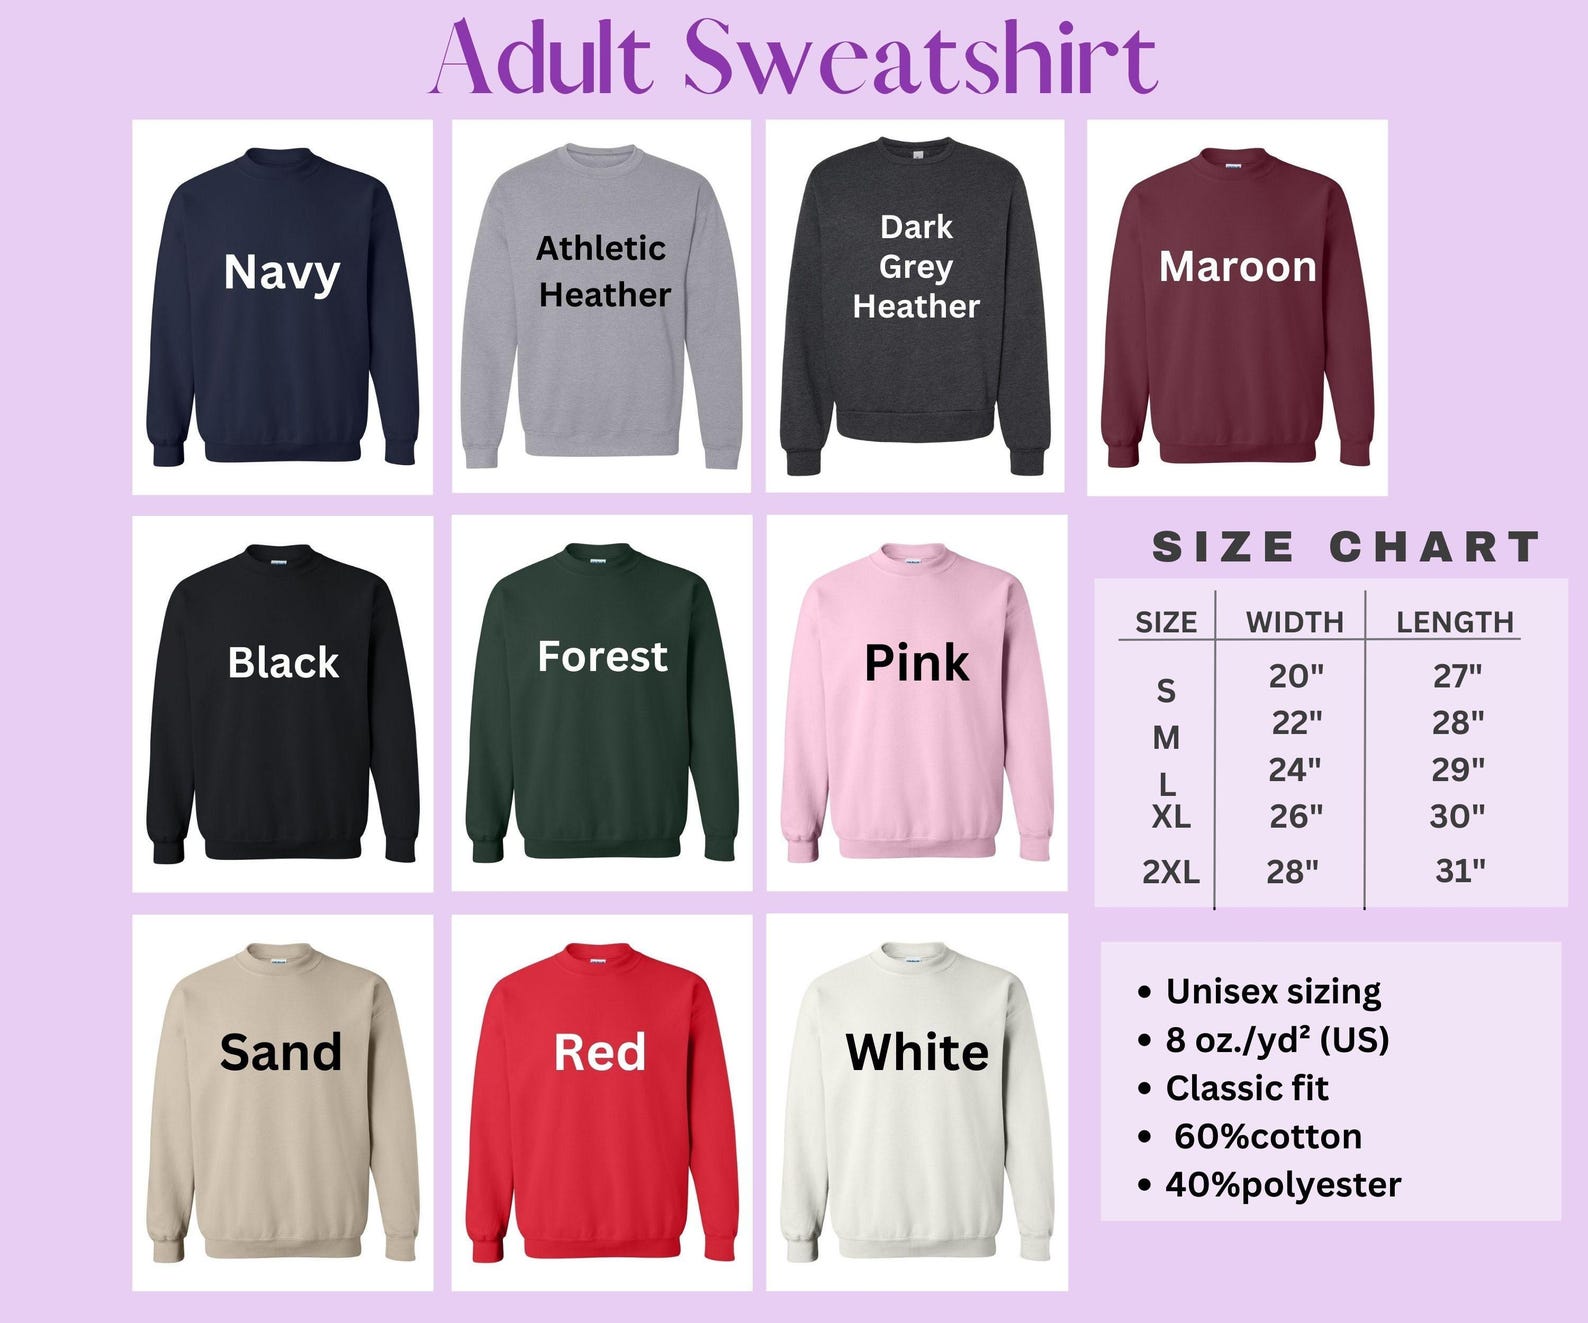 Adult Sweatshirt
Navy
Athletic
Heather
Dark
Grey
Heather
Maroon
Black
Forest
Pink
SIZE CHART
SIZE WIDTH LENGTH
S 20" 27"
M 22" 28"
L 24" 29"
XL 26" 30"
2XL 28" 31"
Sand
Red
White
• Unisex sizing
• 8 oz./yd² (US)
• Classic fit
• 60%cotton
• 40%polyester